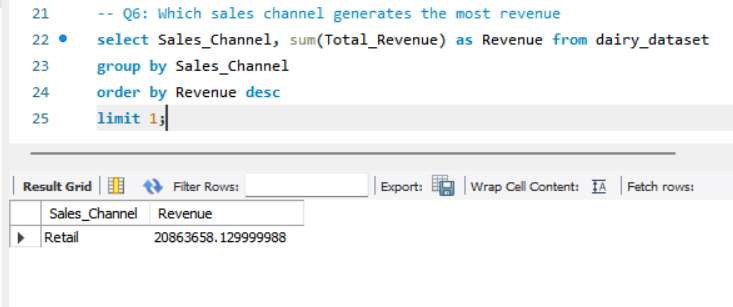 21 -- Q6: Which sales channel generates the most revenue
22 select Sales_Channel, sum(Total_Revenue) as Revenue from dairy_dataset
23 group by Sales_Channel
24 order by Revenue desc
25 limit 1;
Result Grid Filter Rows: Export: Wrap Cell Content: IA Fetch rows:
Sales_Channel Revenue
Retail 20863658.129999988